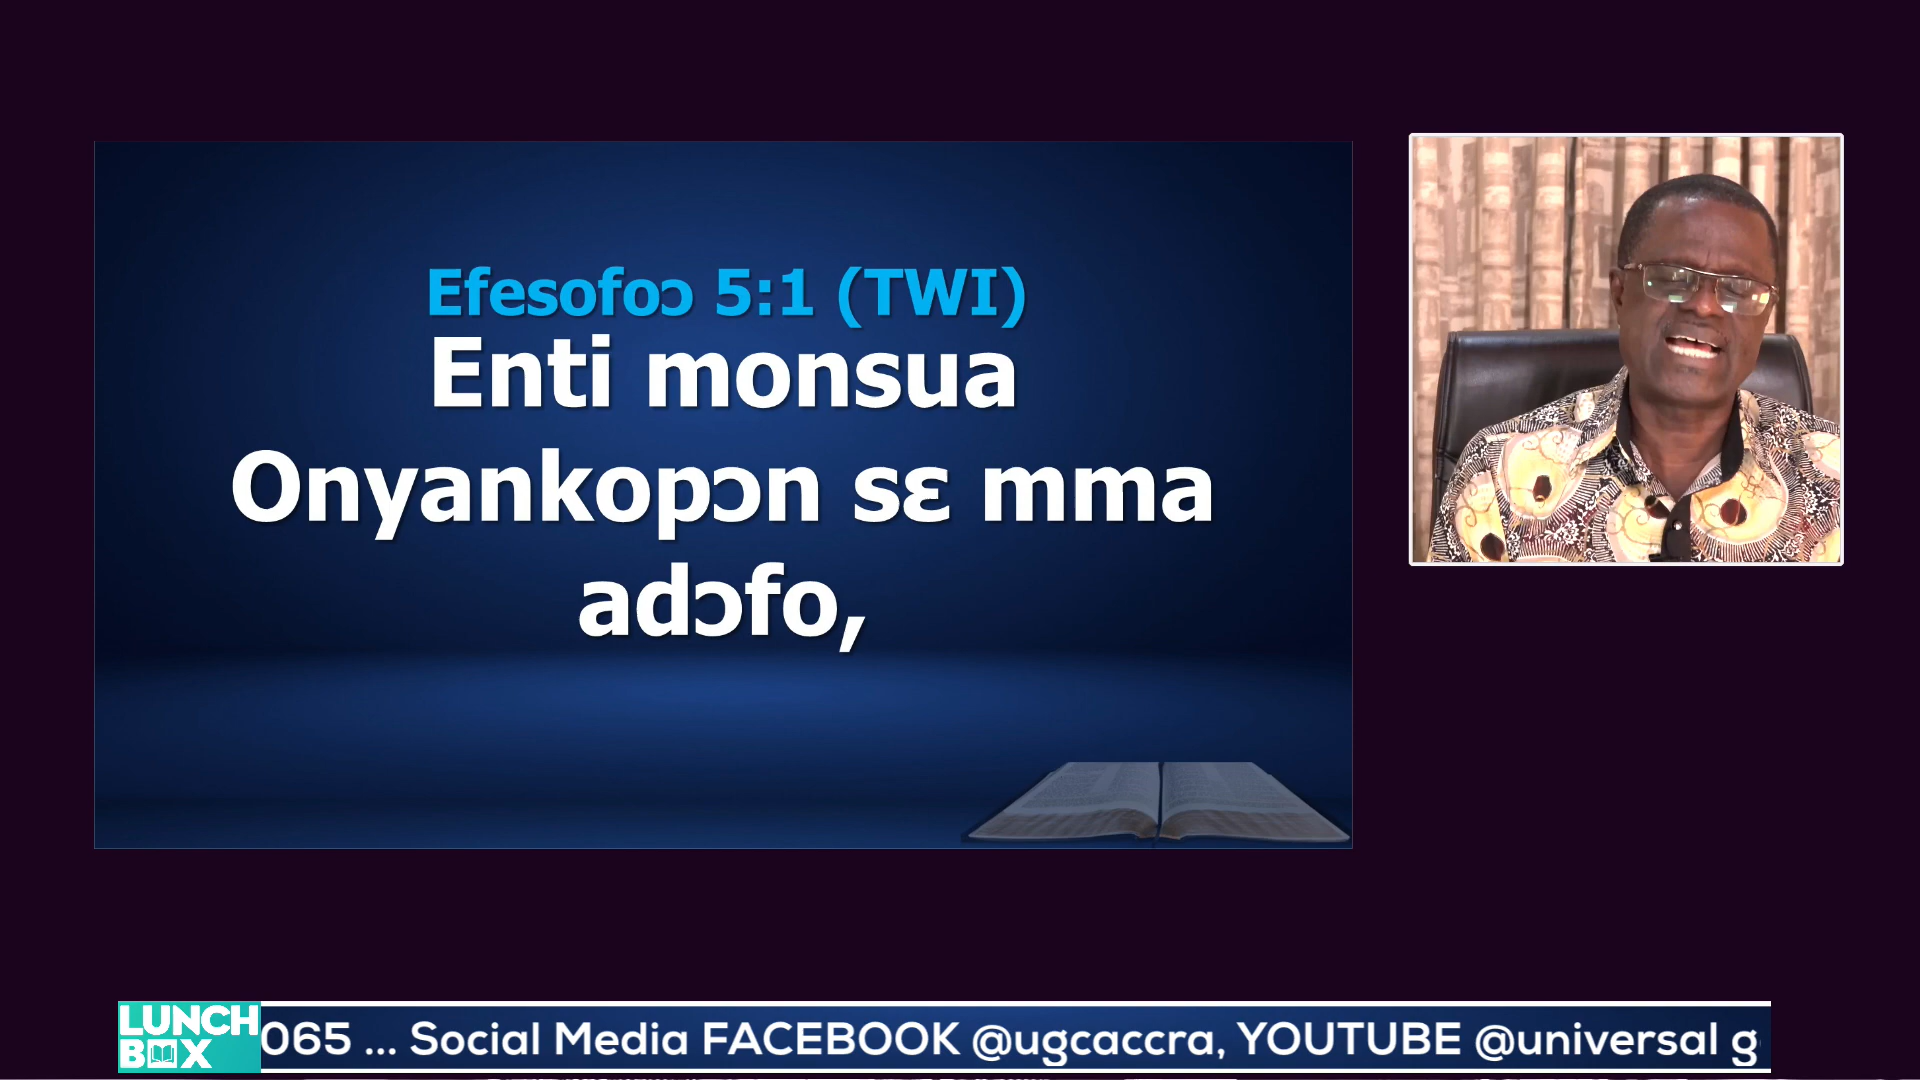 Efesofoɔ 5:1 (TWI)
Enti monsua
Onyankopɔn sɛ mma
adɔfo,
LUNCH
BOX
065 ... Social Media FACEBOOK @ugcaccra, YOUTUBE @universal g